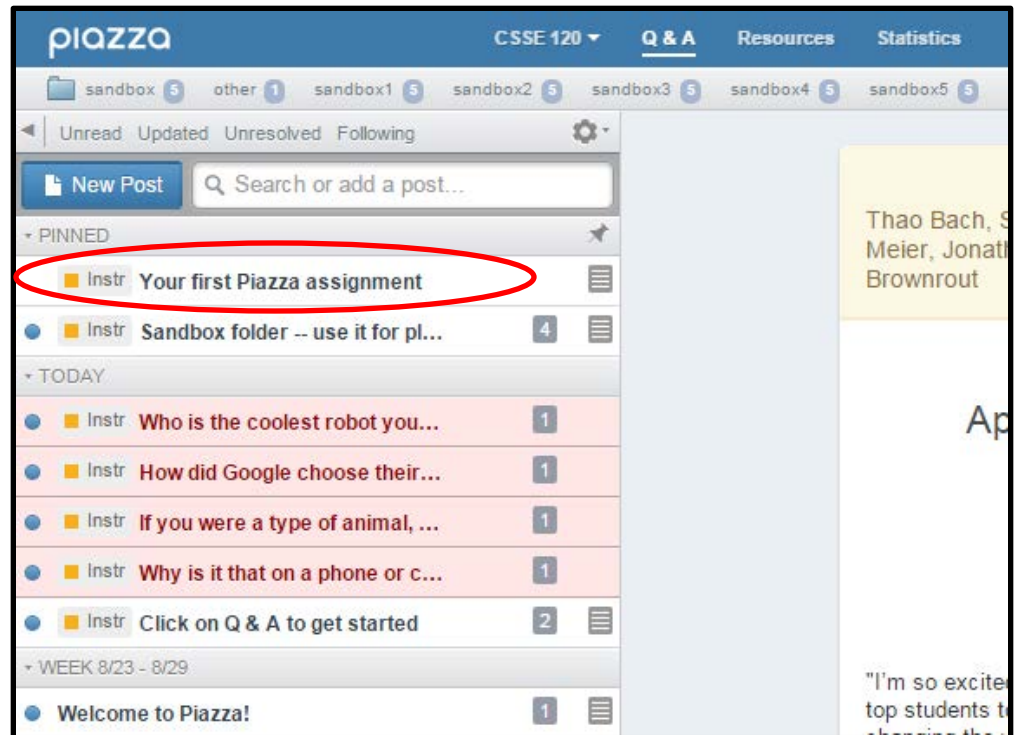 piazza CSSE 120 Q & A Resources Statistics
sandbox 5 other 1 sandbox1 5 sandbox2 5 sandbox3 5 sandbox4 5 sandbox5 5
Unread Updated Unresolved Following
New Post Search or add a post...
PINNED
Instr Your first Piazza assignment
Instr Sandbox folder -- use it for pl... 4
TODAY
Instr Who is the coolest robot you... 1
Instr How did Google choose their... 1
Instr If you were a type of animal, ... 1
Instr Why is it that on a phone or c... 1
Instr Click on Q & A to get started 2
WEEK 8/23 - 8/29
Welcome to Piazza! 1
Thao Bach, S
Meier, Jonath
Brownrout
Ap
"I'm so excited
top students to